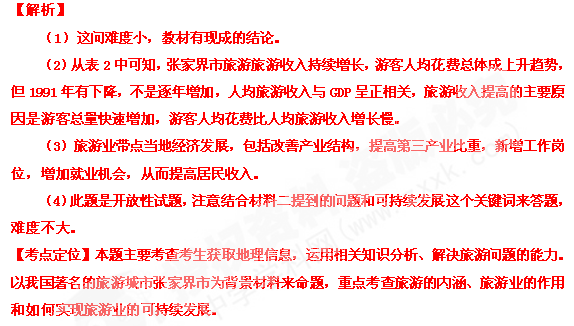 【解析】
（1）这问难度小，教材有现成的结论。
（2）从表 2 中可知，张家界市旅游旅游收入持续增长，游客人均花费总体成上升趋势，
但 1991 年有下降，不是逐年增加，人均旅游收入与 GDP 呈正相关，旅游收入提高的主要原
因是游客总量快速增加，游客人均花费比人均旅游收入增长慢。
（3）旅游业带点当地经济发展，包括改善产业结构，提高第三产业比重，新增工作岗
位，增加就业机会，从而提高居民收入。
（4）此题是开放性试题，注意结合材料二提到的问题和可持续发展这个关键词来答题，
难度不大。
【考点定位】本题主要考查考生获取地理信息，运用相关知识分析、解决旅游问题的能力。
以我国著名的旅游城市张家界市为背景材料来命题，重点考查旅游的内涵、旅游业的作用
和如何实现旅游业的可持续发展。